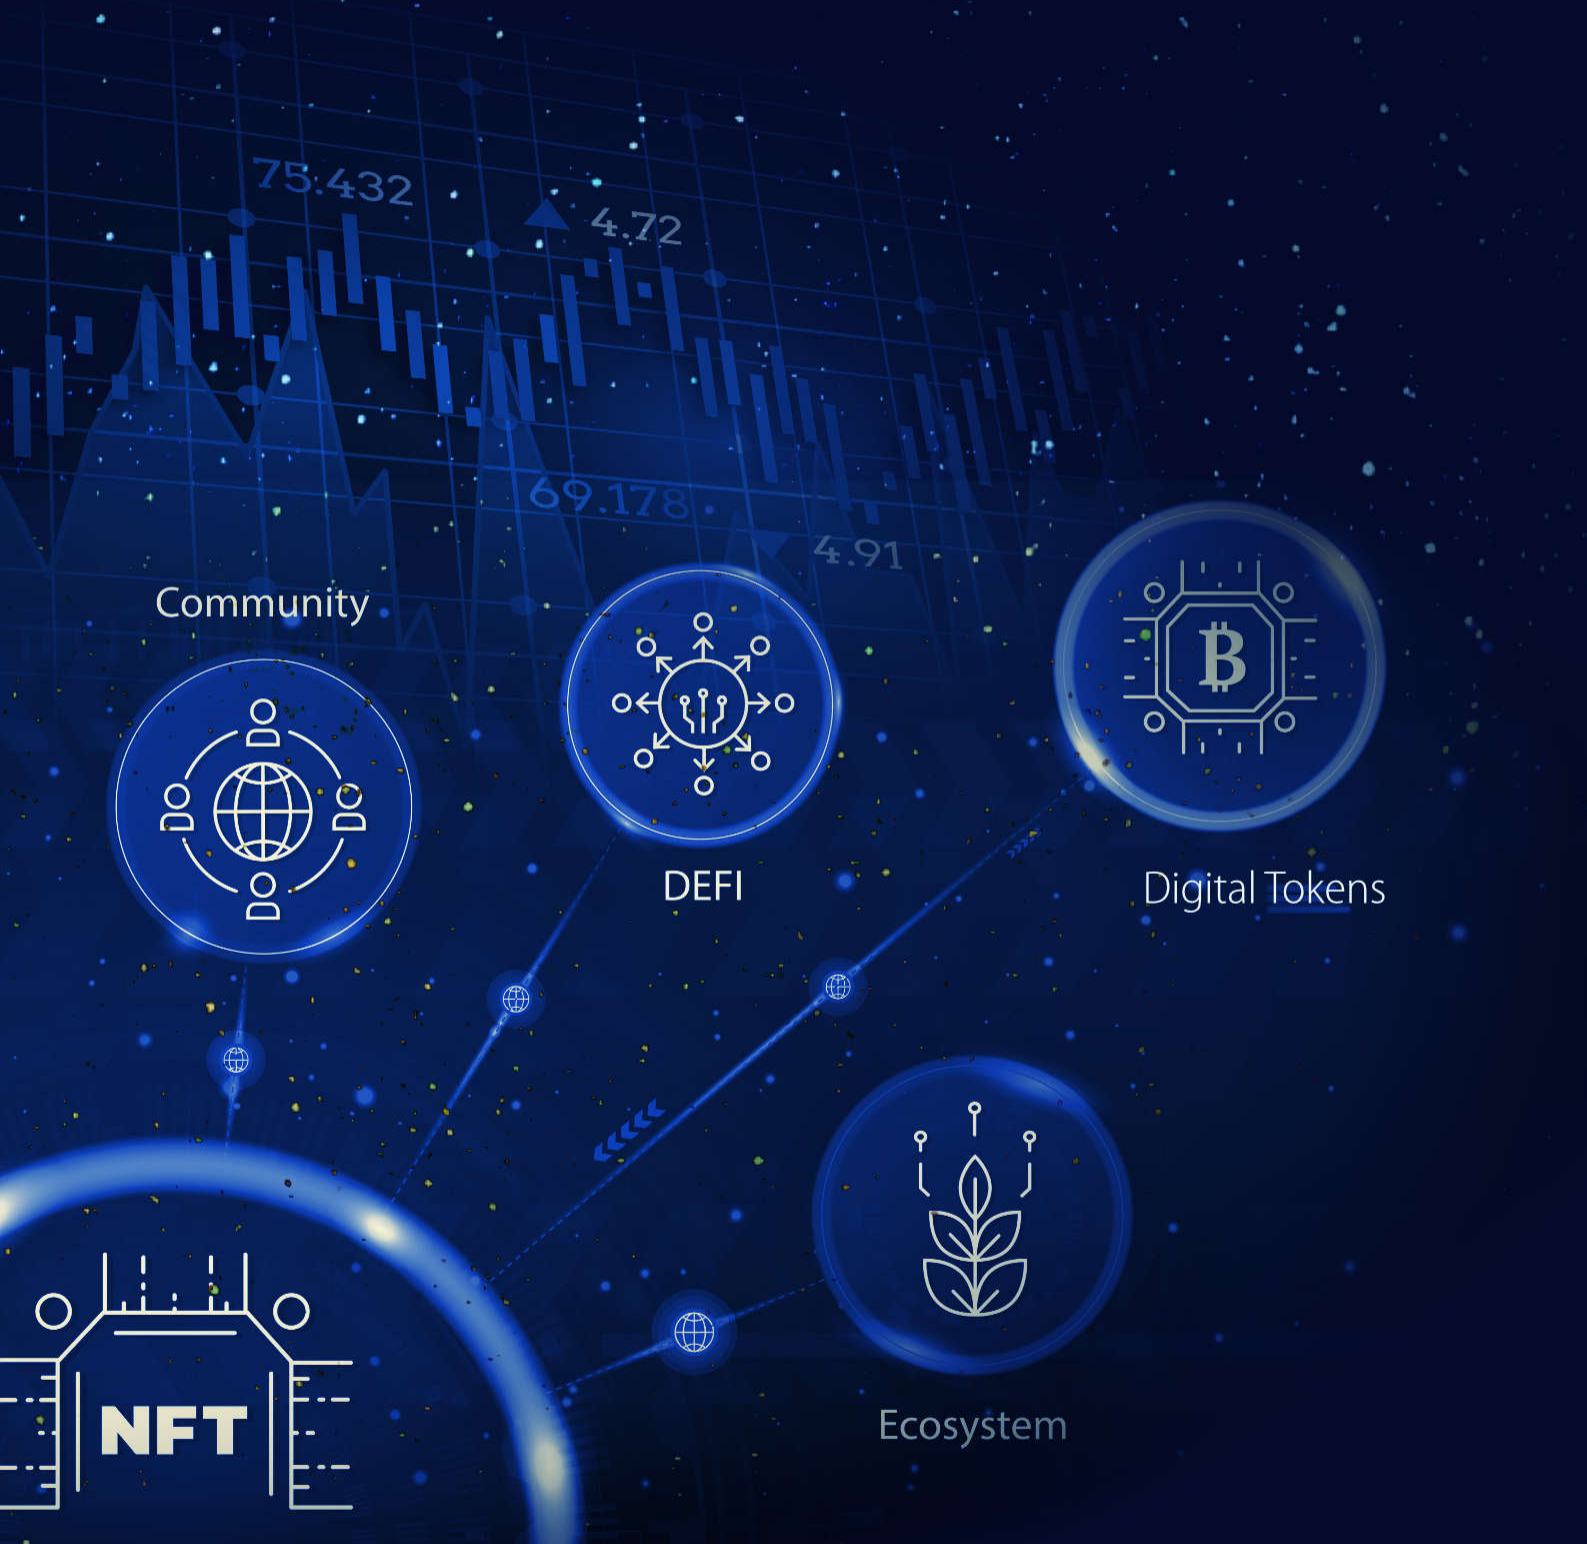 75.432
4.72
69.178
4.91
Community
DEFI
Digital Tokens
Ecosystem
NFT